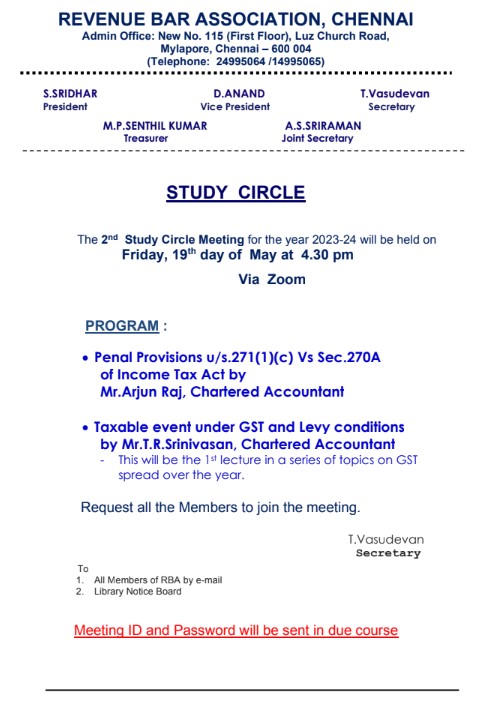 REVENUE BAR ASSOCIATION, CHENNAI
Admin Office: New No. 115 (First Floor), Luz Church Road,
Mylapore, Chennai – 600 004
(Telephone: 24995064 /14995065)
S.SRIDHAR D.ANAND T.Vasudevan
President Vice President Secretary
M.P.SENTHIL KUMAR A.S.SRIRAMAN
Treasurer Joint Secretary
STUDY CIRCLE
The 2nd Study Circle Meeting for the year 2023-24 will be held on
Friday, 19th day of May at 4.30 pm
Via Zoom
PROGRAM :
• Penal Provisions u/s.271(1)(c) Vs Sec.270A
of Income Tax Act by
Mr.Arjun Raj, Chartered Accountant
• Taxable event under GST and Levy conditions
by Mr.T.R.Srinivasan, Chartered Accountant
- This will be the 1st lecture in a series of topics on GST
spread over the year.
Request all the Members to join the meeting.
T.Vasudevan
Secretary
To
1. All Members of RBA by e-mail
2. Library Notice Board
Meeting ID and Password will be sent in due course